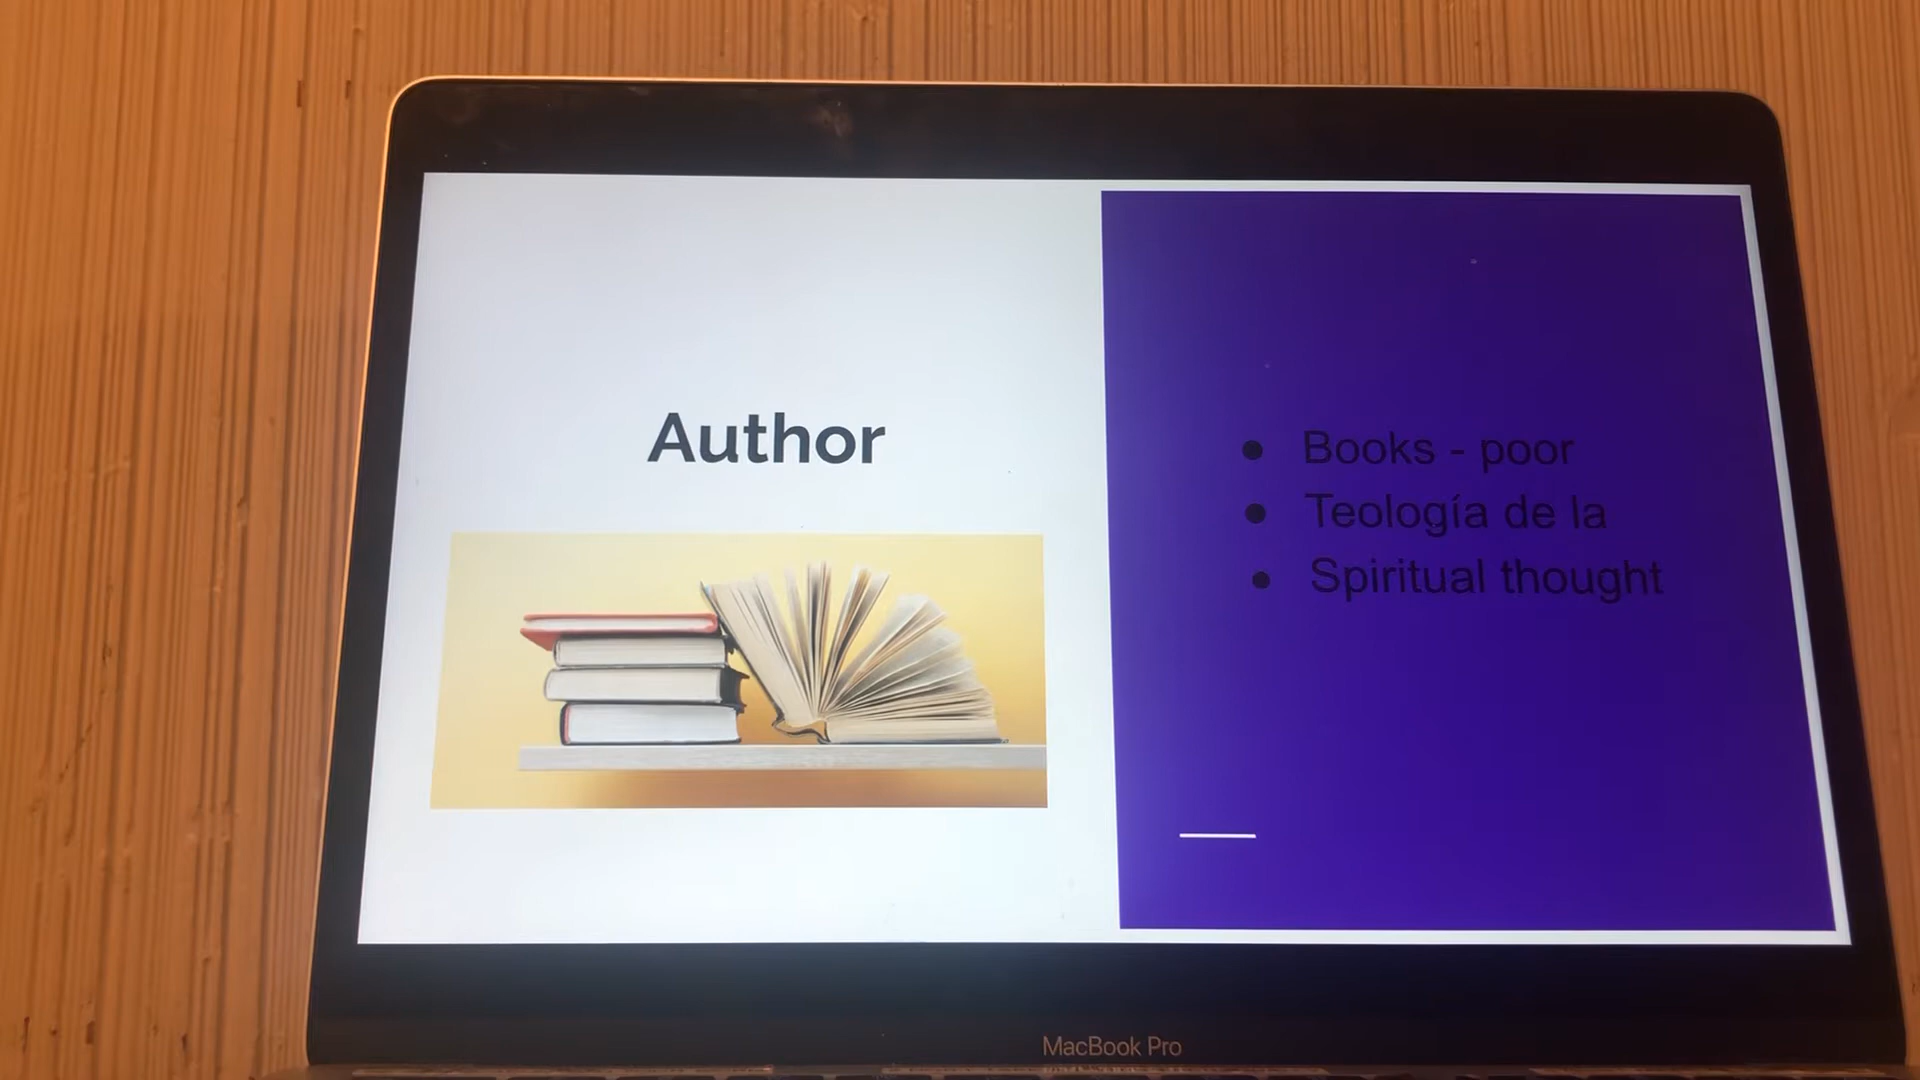 Author
● Books - poor
● Teología de la
● Spiritual thought
MacBook Pro